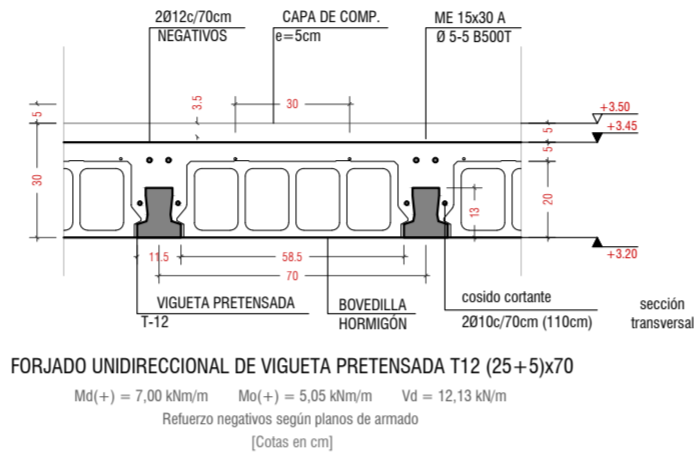 2Ø12c/70cm
NEGATIVOS
CAPA DE COMP.
e=5cm
ME 15x30 A
Ø 5-5 B500T
5
3.5
30
+3.50
+3.45
5
5
30
20
13
+3.20
11.5
58.5
70
VIGUETA PRETENSADA
T-12
BOVEDILLA
HORMIGÓN
cosido cortante
2Ø10c/70cm (110cm)
sección
transversal
FORJADO UNIDIRECCIONAL DE VIGUETA PRETENSADA T12 (25+5)x70
Md(+) = 7,00 kNm/m Mo(+) = 5,05 kNm/m Vd = 12,13 kN/m
Refuerzo negativos según planos de armado
[Cotas en cm]